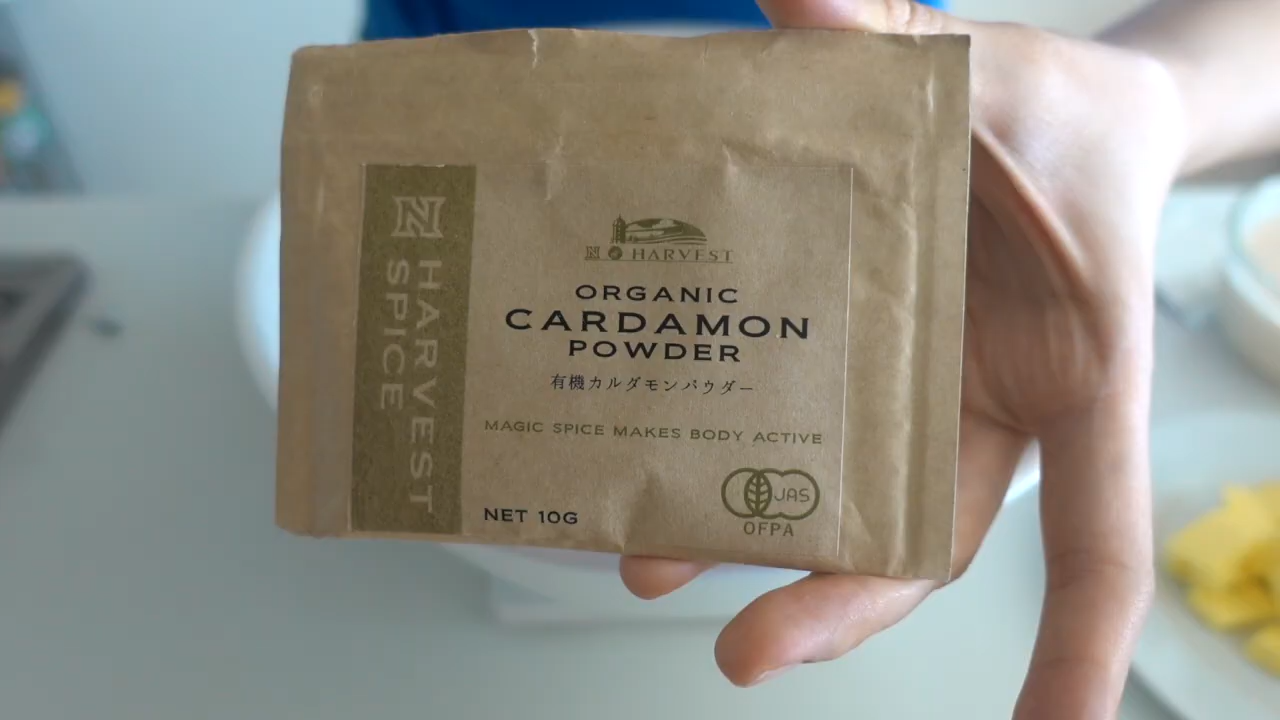 N HARVEST
SPICE
N HARVEST
ORGANIC
CARDAMON
POWDER
有機カルダモンパウダー
MAGIC SPICE MAKES BODY ACTIVE
NET 10G
JAS
OFPA